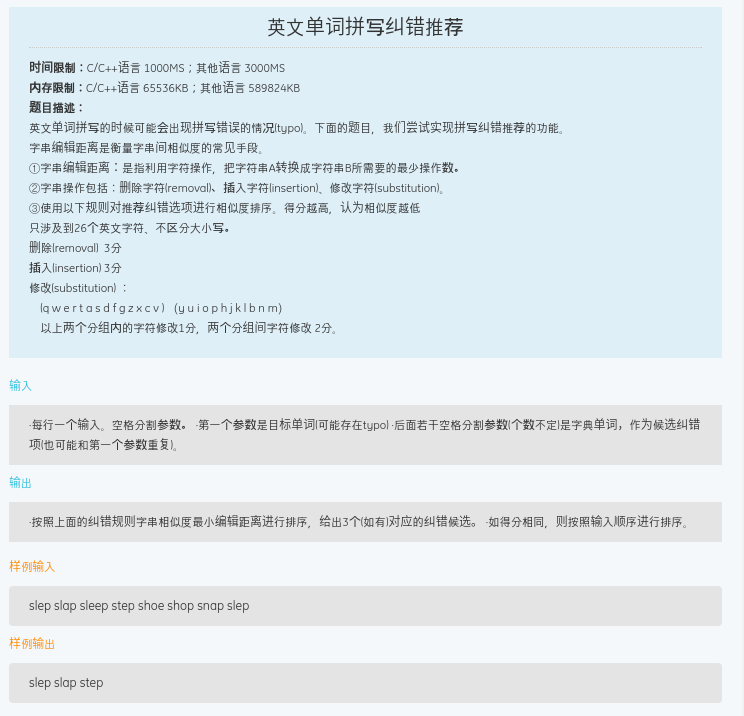 英文单词拼写纠错推荐
时间限制：C/C++语言 1000MS；其他语言 3000MS
内存限制：C/C++语言 65536KB；其他语言 589824KB
题目描述：
英文单词拼写的时候可能会出现拼写错误的情况(typo)。下面的题目，我们尝试实现拼写纠错推荐的功能。
字串编辑距离是衡量字串间相似度的常见手段。
①字串编辑距离：是指利用字符操作，把字符串A转换成字符串B所需要的最少操作数。
②字串操作包括：删除字符(removal)、插入字符(insertion)、修改字符(substitution)。
③使用以下规则对推荐纠错选项进行相似度排序。得分越高，认为相似度越低
只涉及到26个英文字符、不区分大小写。
删除(removal) 3分
插入(insertion) 3分
修改(substitution) ：
(q w e r t a s d f g z x c v ) (y u i o p h j k l b n m)
以上两个分组内的字符修改1分，两个分组间字符修改 2分。
输入
·每行一个输入。空格分割参数。 ·第一个参数是目标单词(可能存在typo) ·后面若干空格分割参数(个数不定)是字典单词，作为候选纠错
项(也可能和第一个参数重复)。
输出
·按照上面的纠错规则字串相似度最小编辑距离进行排序，给出3个(如有)对应的纠错候选。 ·如得分相同，则按照输入顺序进行排序。
样例输入
slep slap sleep step shoe shop snap slep
样例输出
slep slap step